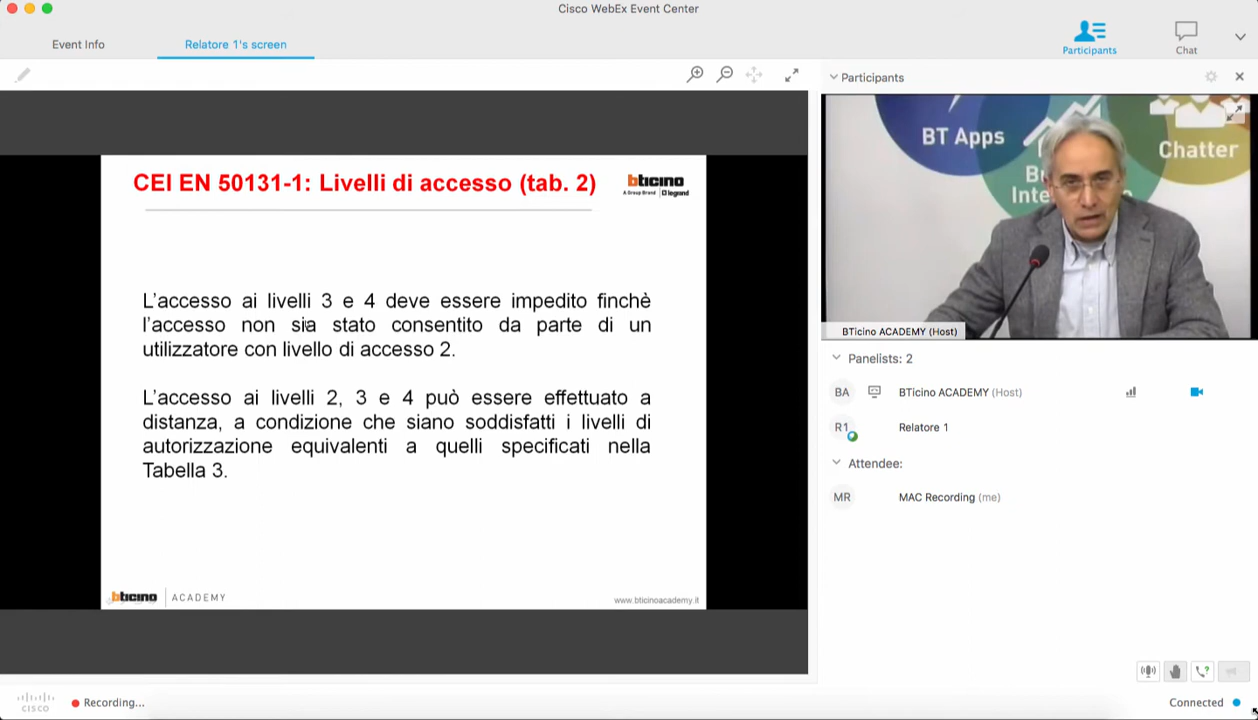 Cisco WebEx Event Center
Event Info
Relatore 1's screen
Participants
Chat
Participants
CEI EN 50131-1: Livelli di accesso (tab. 2)
bticino
A Group Brand | legrand
L'accesso ai livelli 3 e 4 deve essere impedito finchè
l'accesso non sia stato consentito da parte di un
utilizzatore con livello di accesso 2.
L'accesso ai livelli 2, 3 e 4 può essere effettuato a
distanza, a condizione che siano soddisfatti i livelli di
autorizzazione equivalenti a quelli specificati nella
Tabella 3.
bticino ACADEMY
www.bticinoacademy.it
BT Apps
Chatter
Inte
BTicino ACADEMY (Host)
Panelists: 2
BA BTicino ACADEMY (Host)
R1 Relatore 1
Attendee:
MR MAC Recording (me)
CISCO
Recording...
Connected